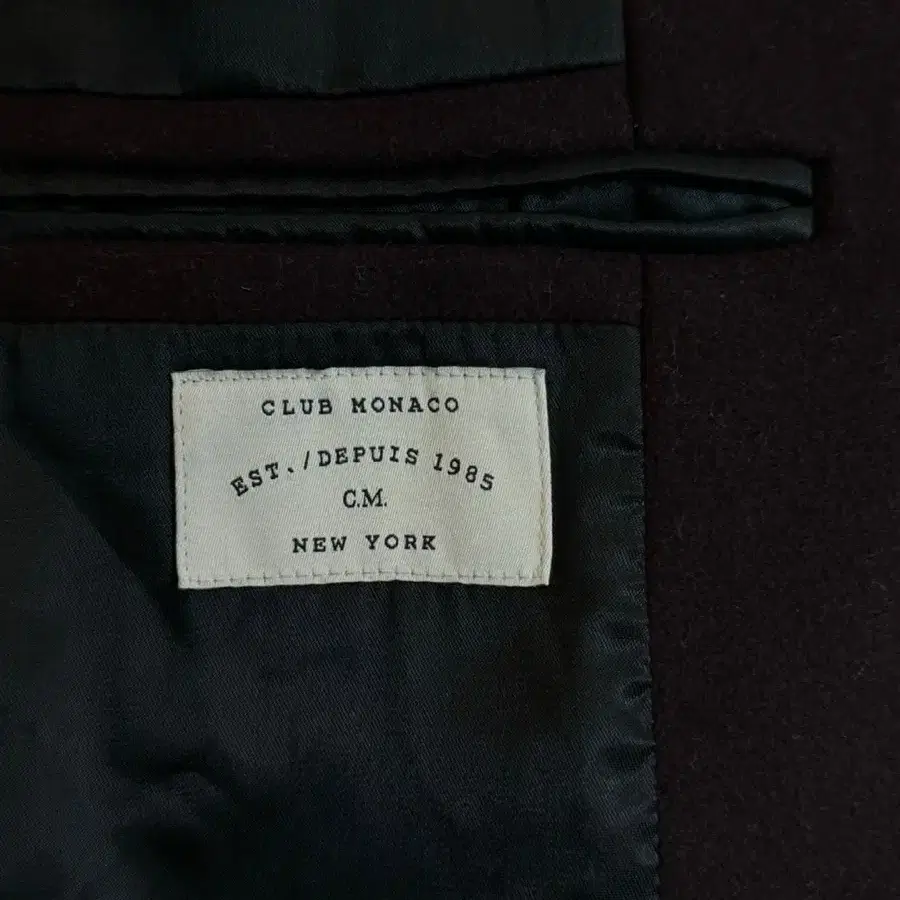 CLUB MONACO
EST./DEPUIS 1985
C.M.
NEW YORK